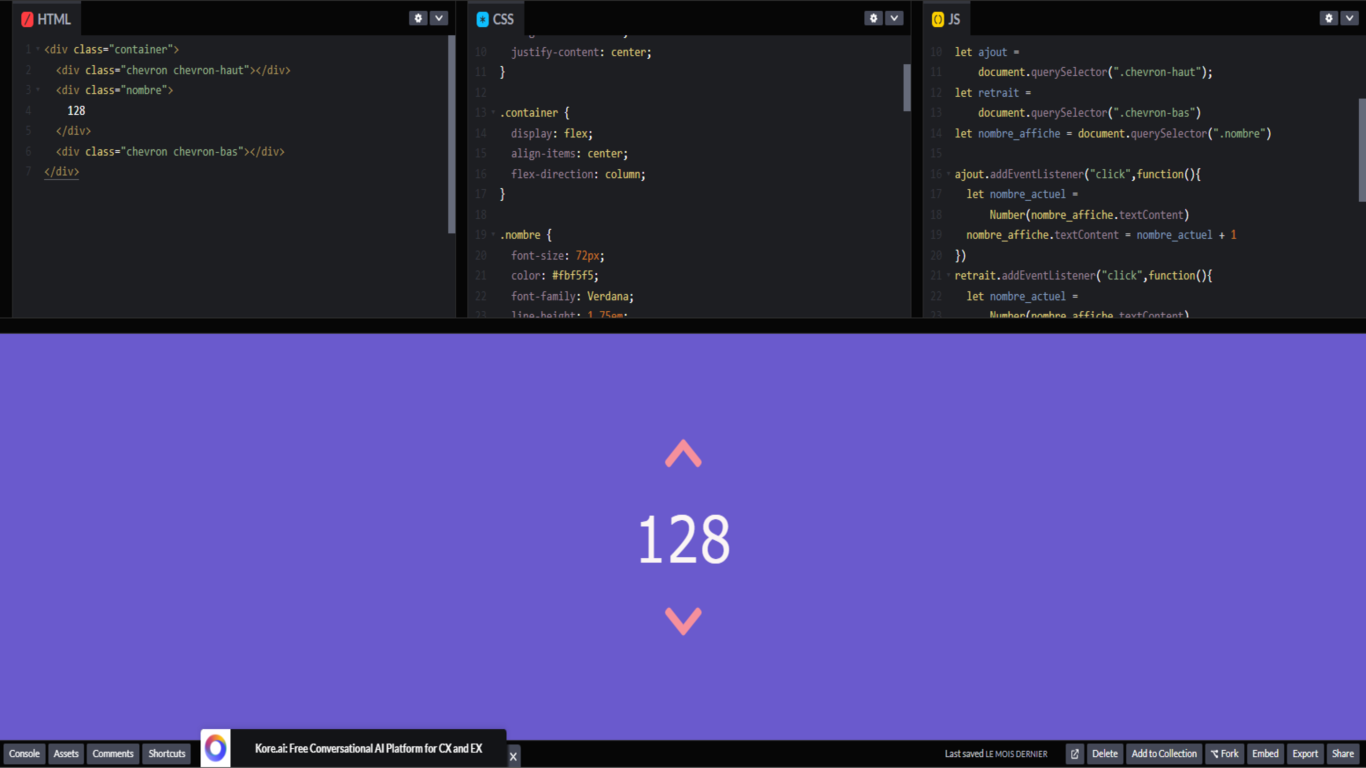 HTML
1 <div class="container">
2 <div class="chevron chevron-haut"></div>
3 <div class="nombre">
4 128
5 </div>
6 <div class="chevron chevron-bas"></div>
7 </div>
CSS
10 justify-content: center;
11 }
12
13 .container {
14 display: flex;
15 align-items: center;
16 flex-direction: column;
17 }
18
19 .nombre {
20 font-size: 72px;
21 color: #fbf5f5;
22 font-family: Verdana;
23 line-height: 1.75em;
JS
10 let ajout =
11 document.querySelector(".chevron-haut");
12 let retrait =
13 document.querySelector(".chevron-bas")
14 let nombre_affiche = document.querySelector(".nombre")
15
16 ajout.addEventListener("click",function(){
17 let nombre_actuel =
18 Number(nombre_affiche.textContent)
19 nombre_affiche.textContent = nombre_actuel + 1
20 })
21 retrait.addEventListener("click",function(){
22 let nombre_actuel =
23 Number(nombre_affiche.textContent)
128
Console Assets Comments Shortcuts
Kore.ai: Free Conversational AI Platform for CX and EX
X
Last saved LE MOIS DERNIER
Delete Add to Collection Fork Embed Export Share